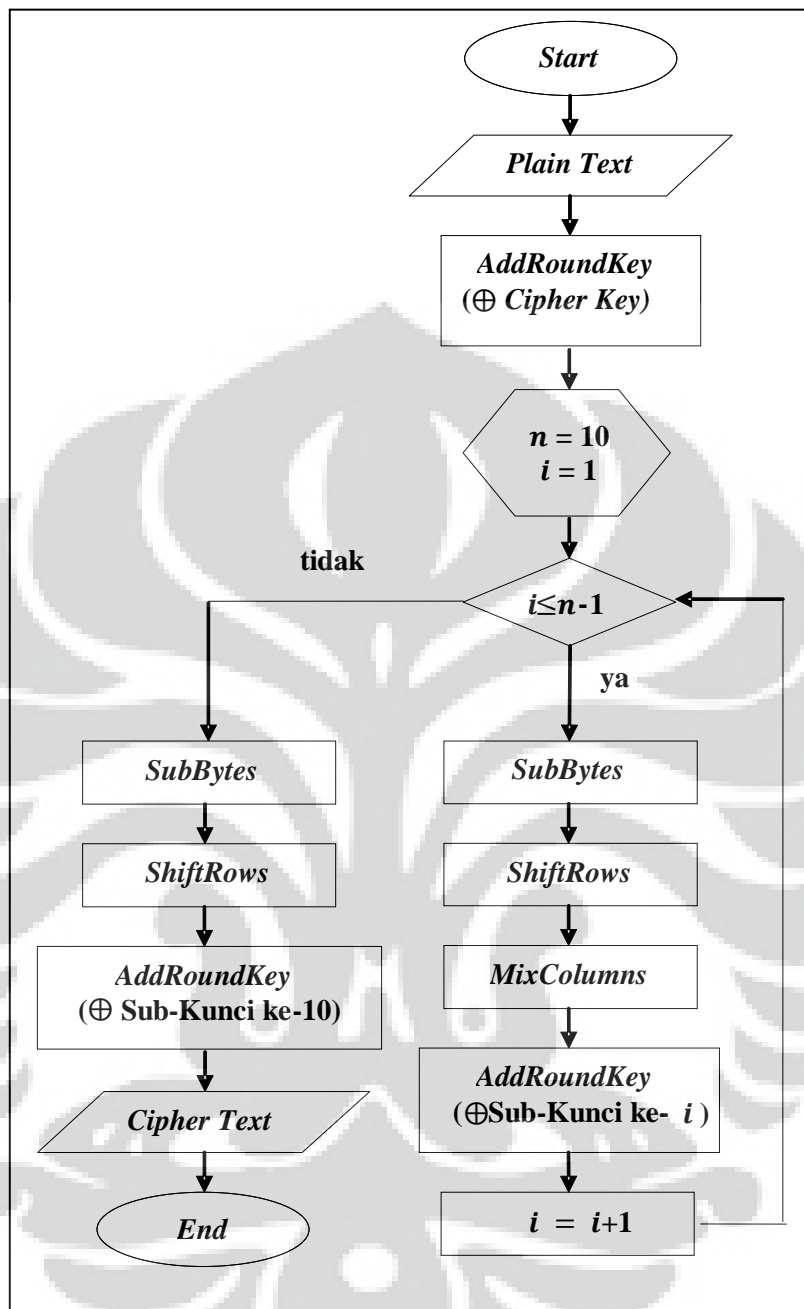 Start
Plain Text
AddRoundKey
(⊕ Cipher Key)
n = 10
i = 1
i≤n-1
tidak
ya
SubBytes
ShiftRows
AddRoundKey
(⊕ Sub-Kunci ke-10)
Cipher Text
End
SubBytes
ShiftRows
MixColumns
AddRoundKey
(⊕Sub-Kunci ke- i )
i = i+1